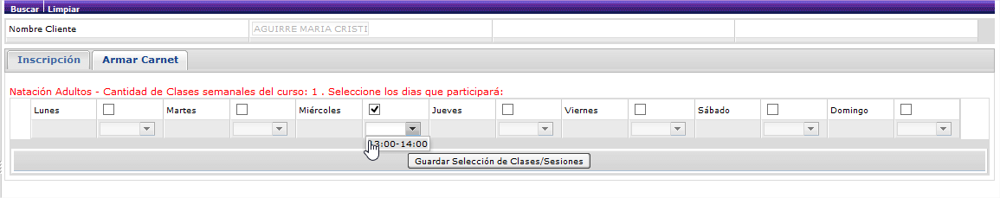 Buscar Limpiar
Nombre Cliente AGUIRRE MARIA CRISTI
Inscripción Armar Carnet
Natación Adultos - Cantidad de Clases semanales del curso: 1 . Seleccione los dias que participará:
Lunes Martes Miércoles Jueves Viernes Sábado Domingo
13:00-14:00
Guardar Selección de Clases/Sesiones